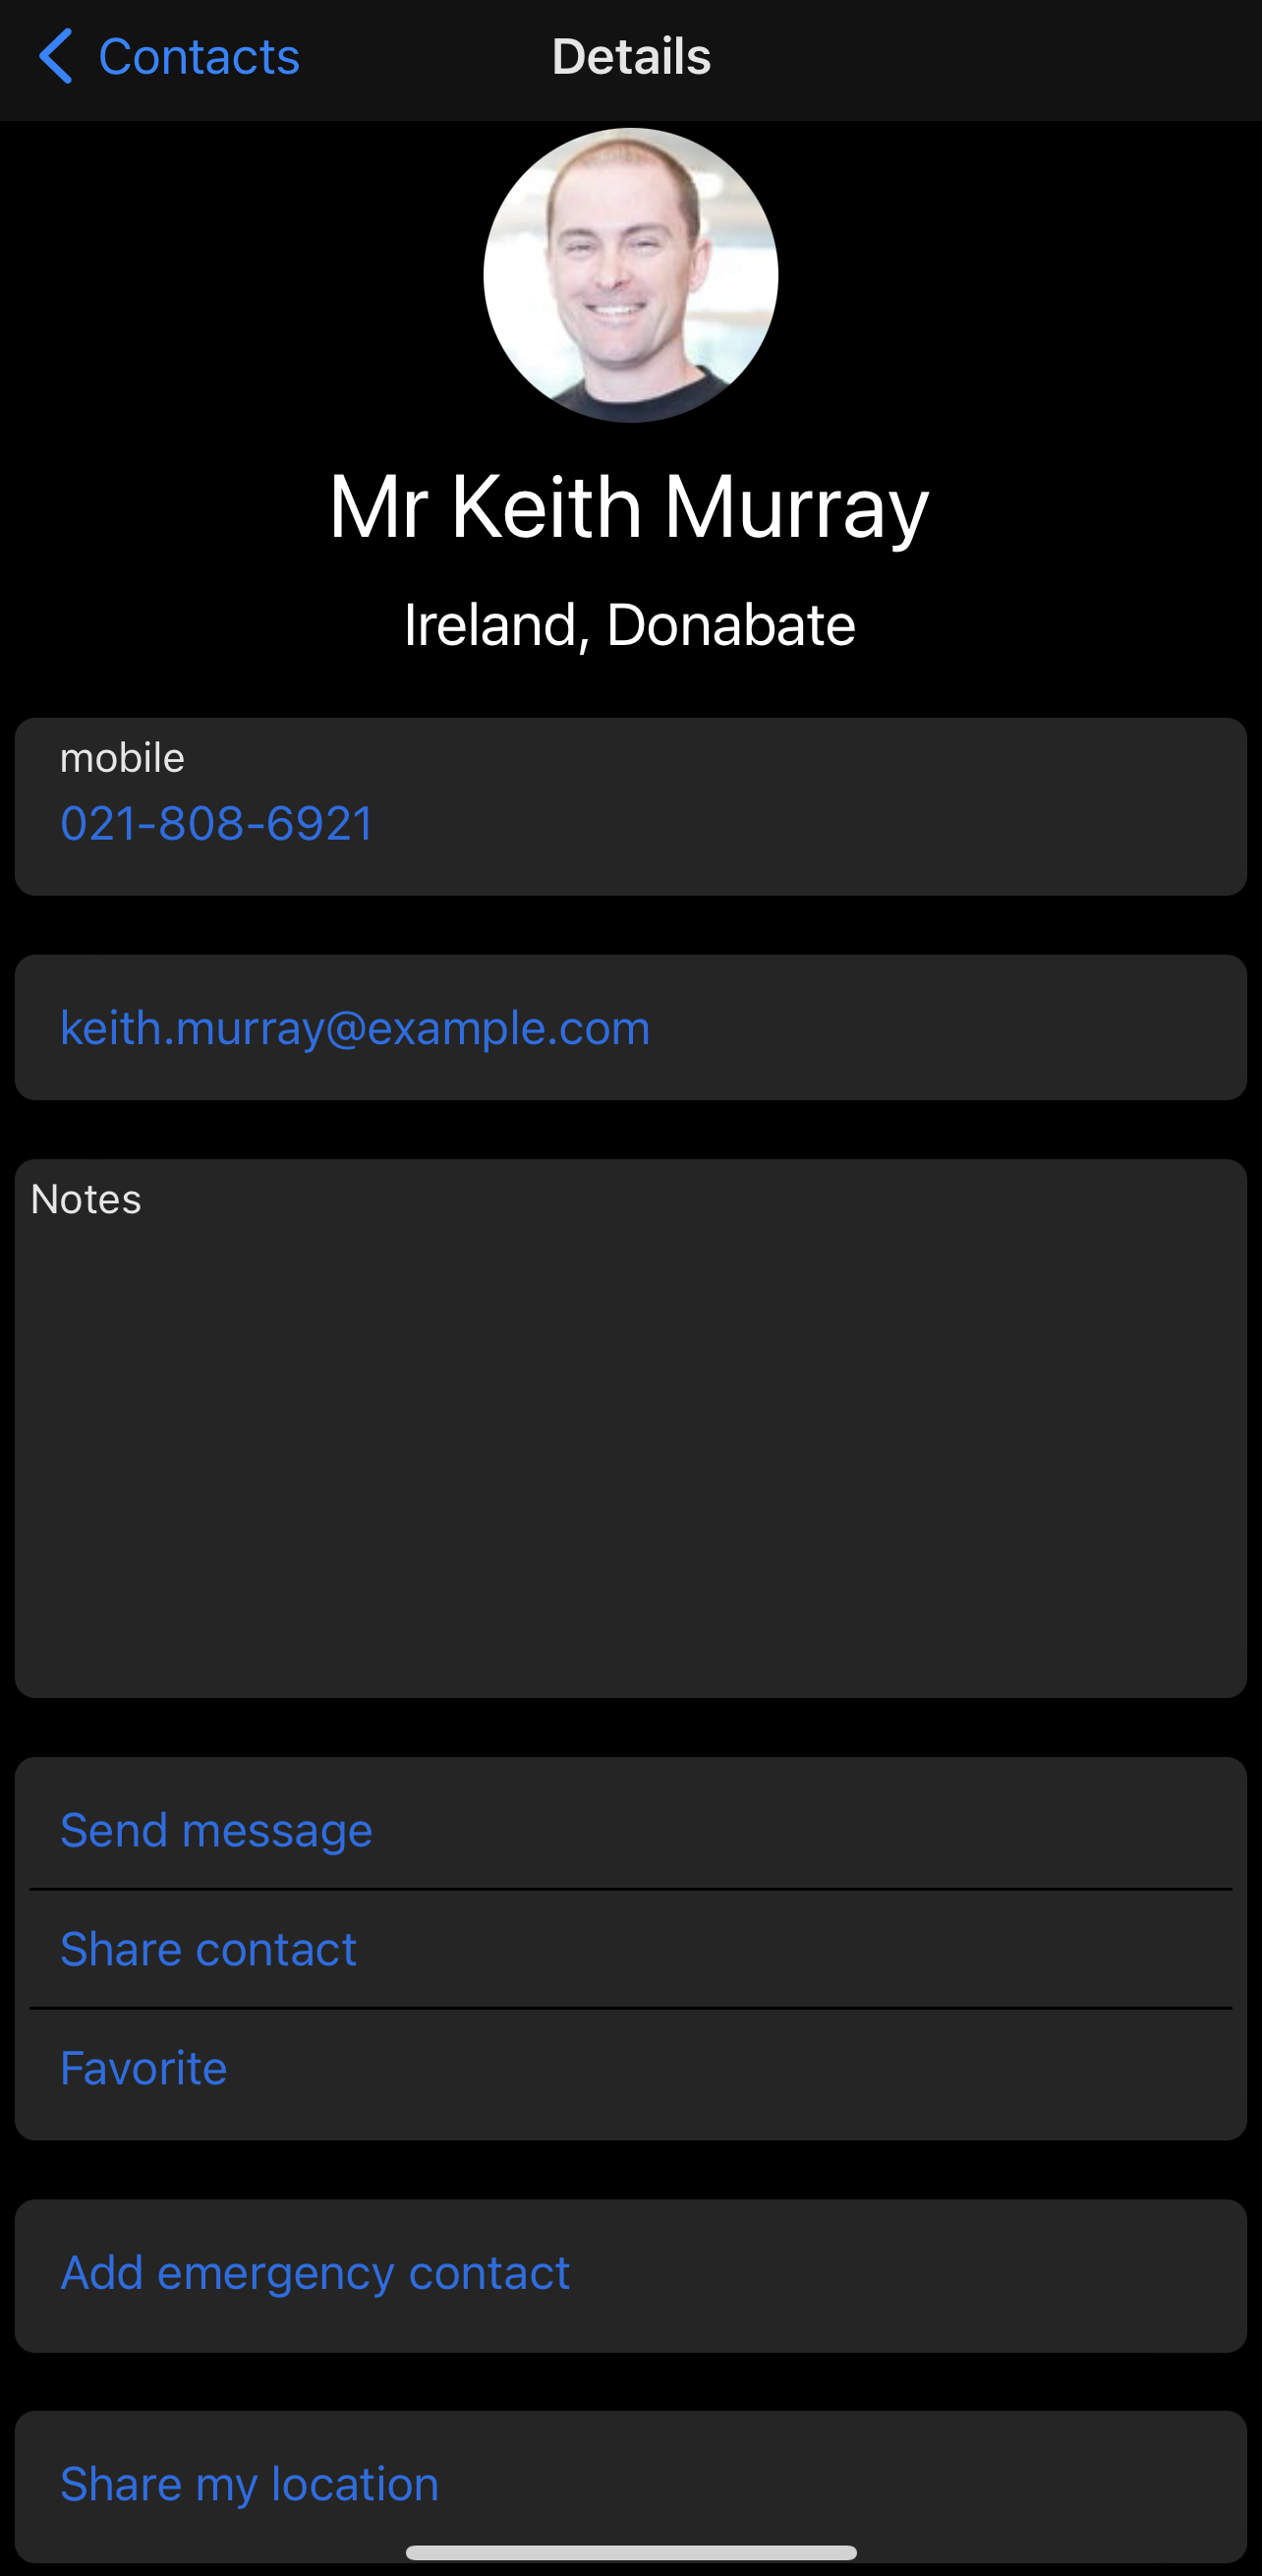 Contacts
Details
Mr Keith Murray
Ireland, Donabate
mobile
021-808-6921
keith.murray@example.com
Notes
Send message
Share contact
Favorite
Add emergency contact
Share my location